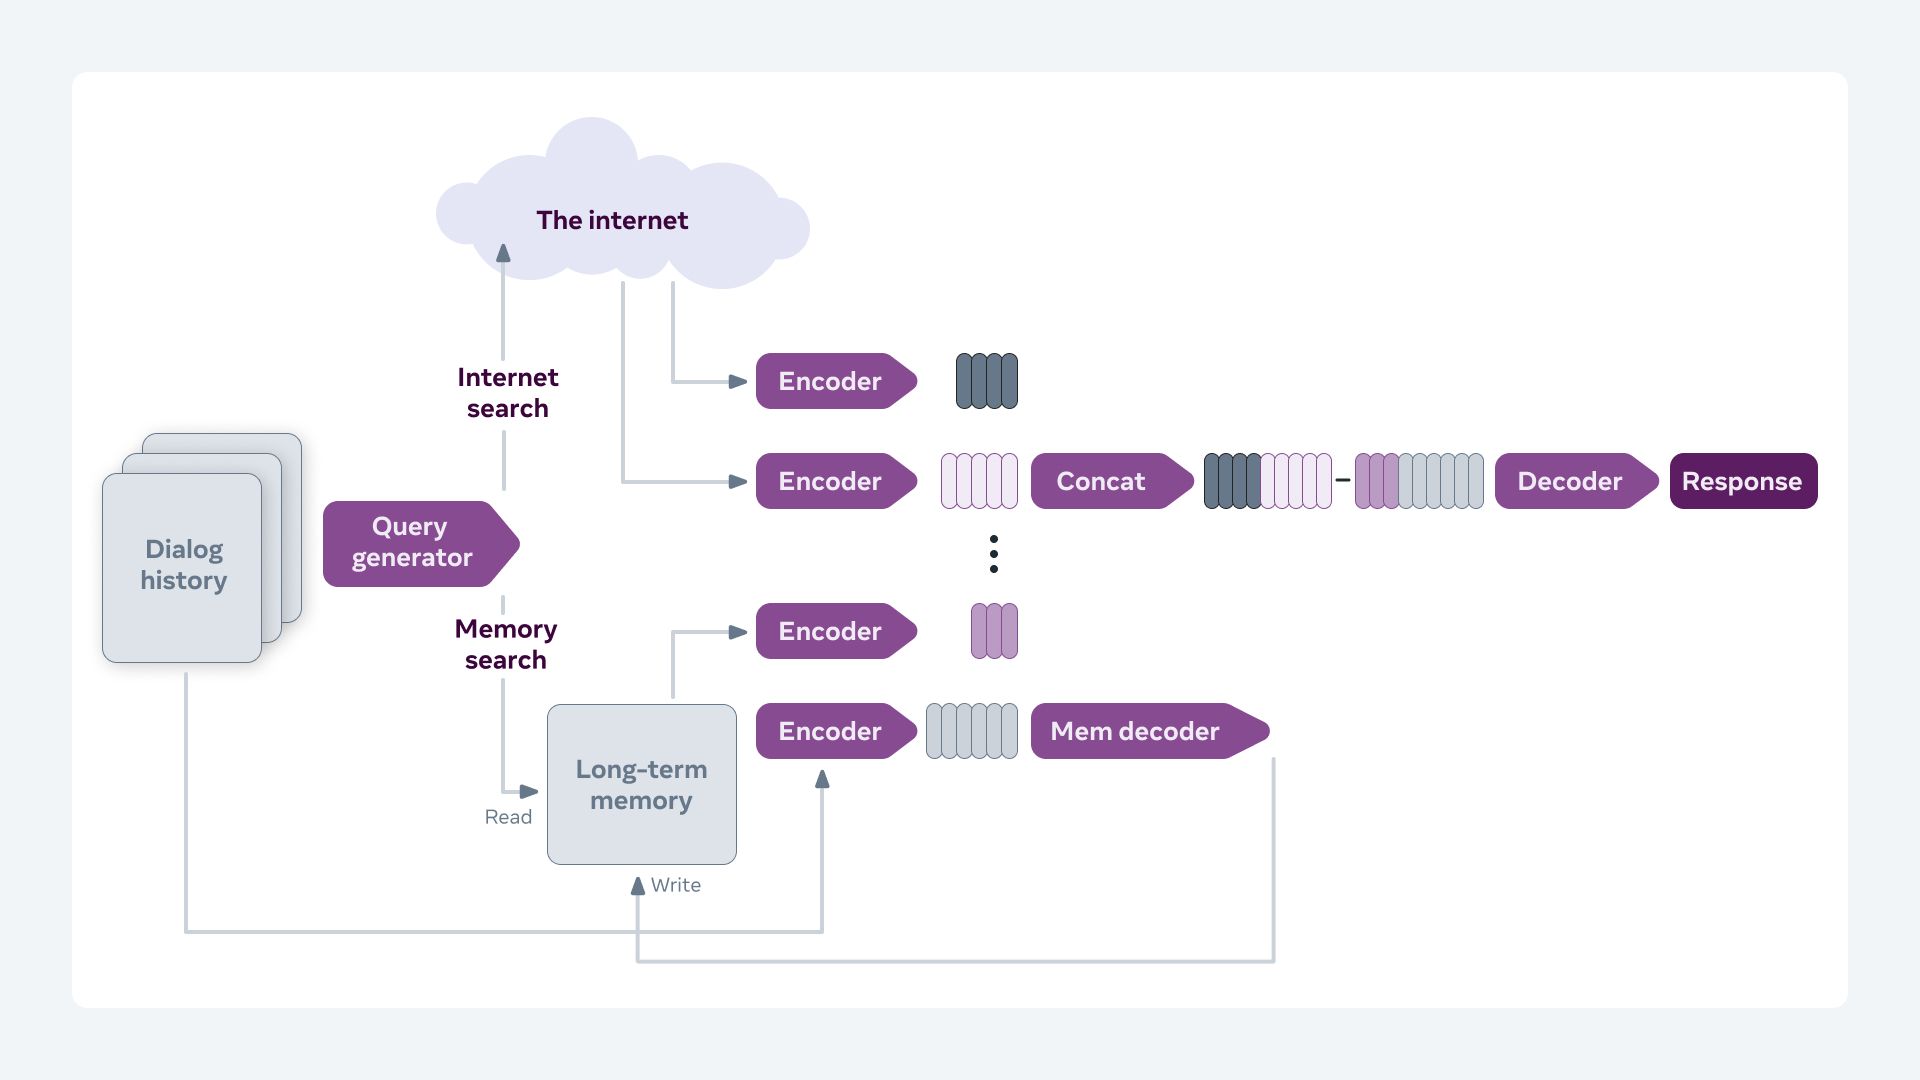 The internet
Internet
search
Encoder
Encoder
Concat
Decoder
Response
Dialog
history
Query
generator
Memory
search
Encoder
Encoder
Mem decoder
Long-term
memory
Read
Write